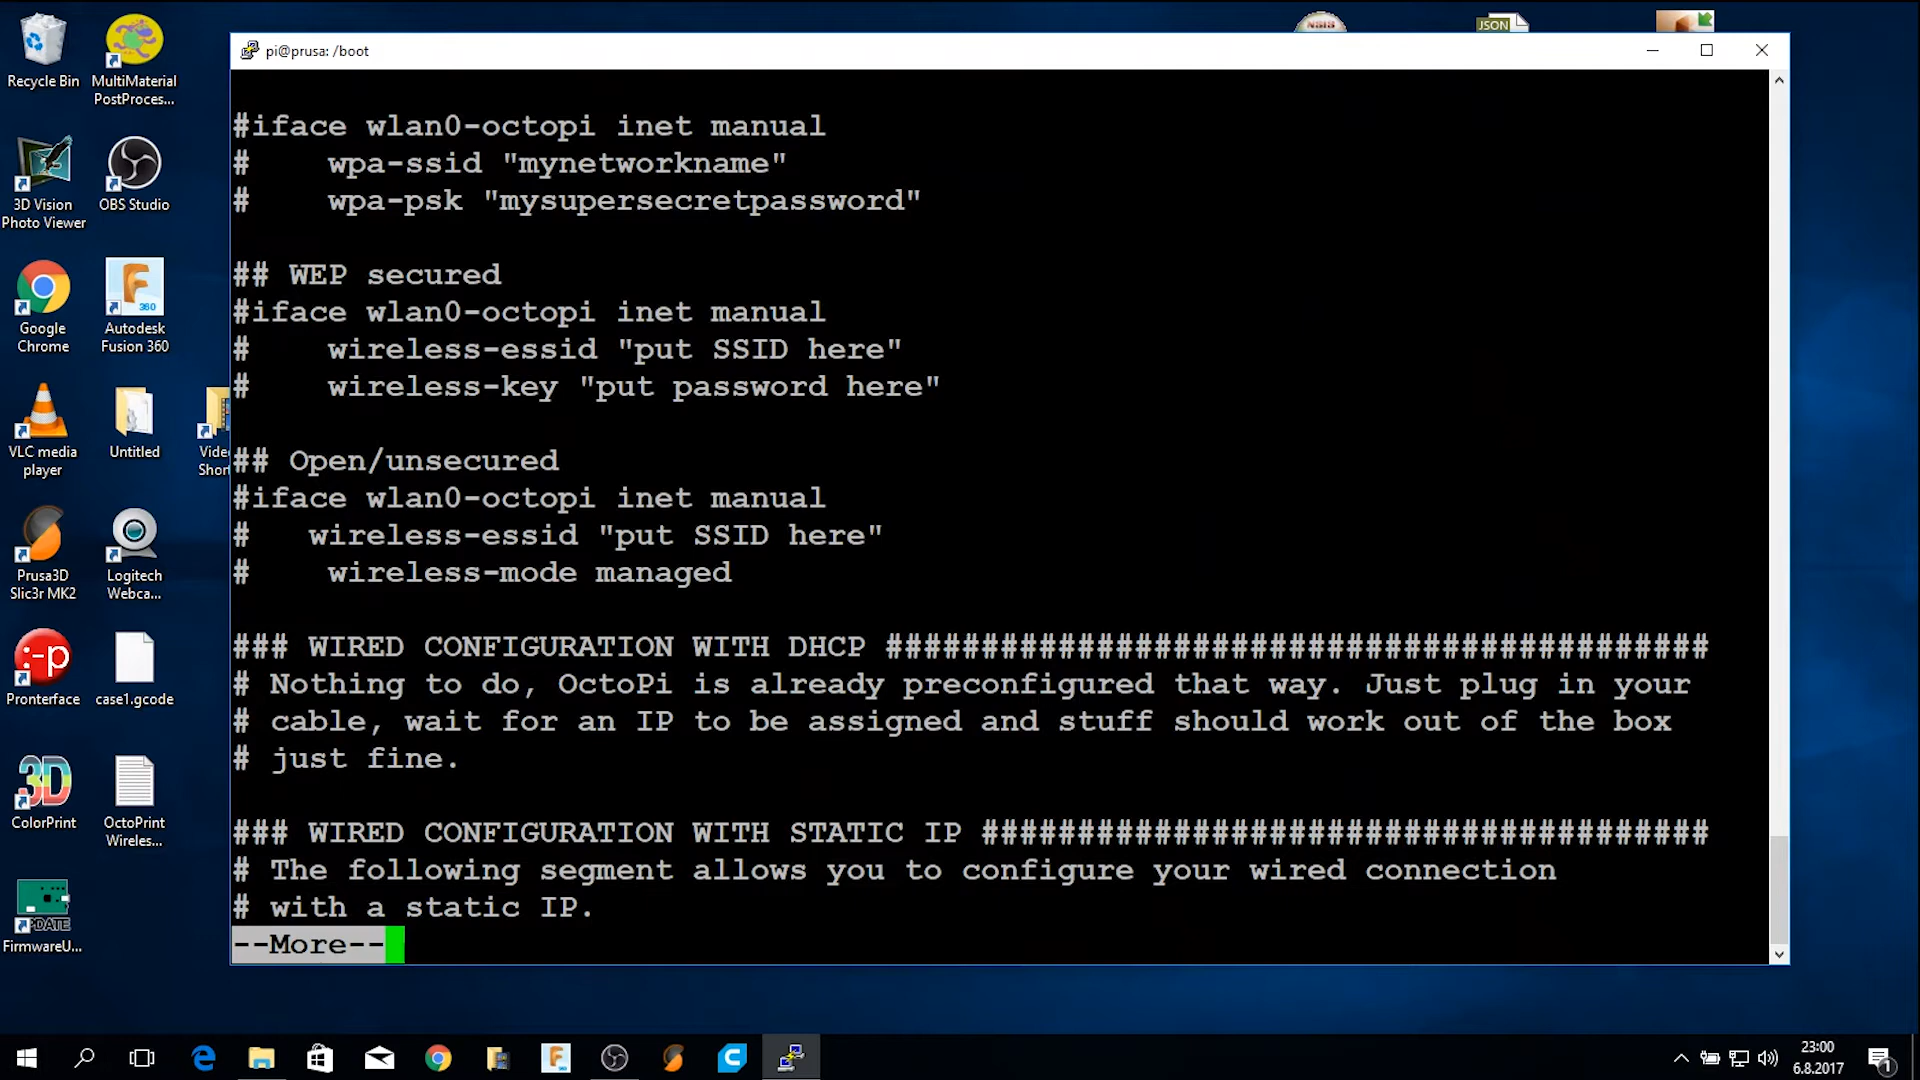 Recycle Bin
MultiMaterial
PostProces...
3D Vision
Photo Viewer
OBS Studio
Google
Chrome
Autodesk
Fusion 360
360
VLC media
player
Untitled
Vide
Shor
Prusa3D
Slic3r MK2
Logitech
Webca...
:-p
Pronterface
case1.gcode
3D
ColorPrint
OctoPrint
Wireles...
FirmwareU...
NSIS
JSON
pi@prusa: /boot
#iface wlan0-octopi inet manual
#    wpa-ssid "mynetworkname"
#    wpa-psk "mysupersecretpassword"
## WEP secured
#iface wlan0-octopi inet manual
#    wireless-essid "put SSID here"
#    wireless-key "put password here"
## Open/unsecured
#iface wlan0-octopi inet manual
#   wireless-essid "put SSID here"
#    wireless-mode managed
### WIRED CONFIGURATION WITH DHCP ###########################################
# Nothing to do, OctoPi is already preconfigured that way. Just plug in your
# cable, wait for an IP to be assigned and stuff should work out of the box
# just fine.
### WIRED CONFIGURATION WITH STATIC IP ######################################
# The following segment allows you to configure your wired connection
# with a static IP.
--More--
23:00
6.8.2017
1